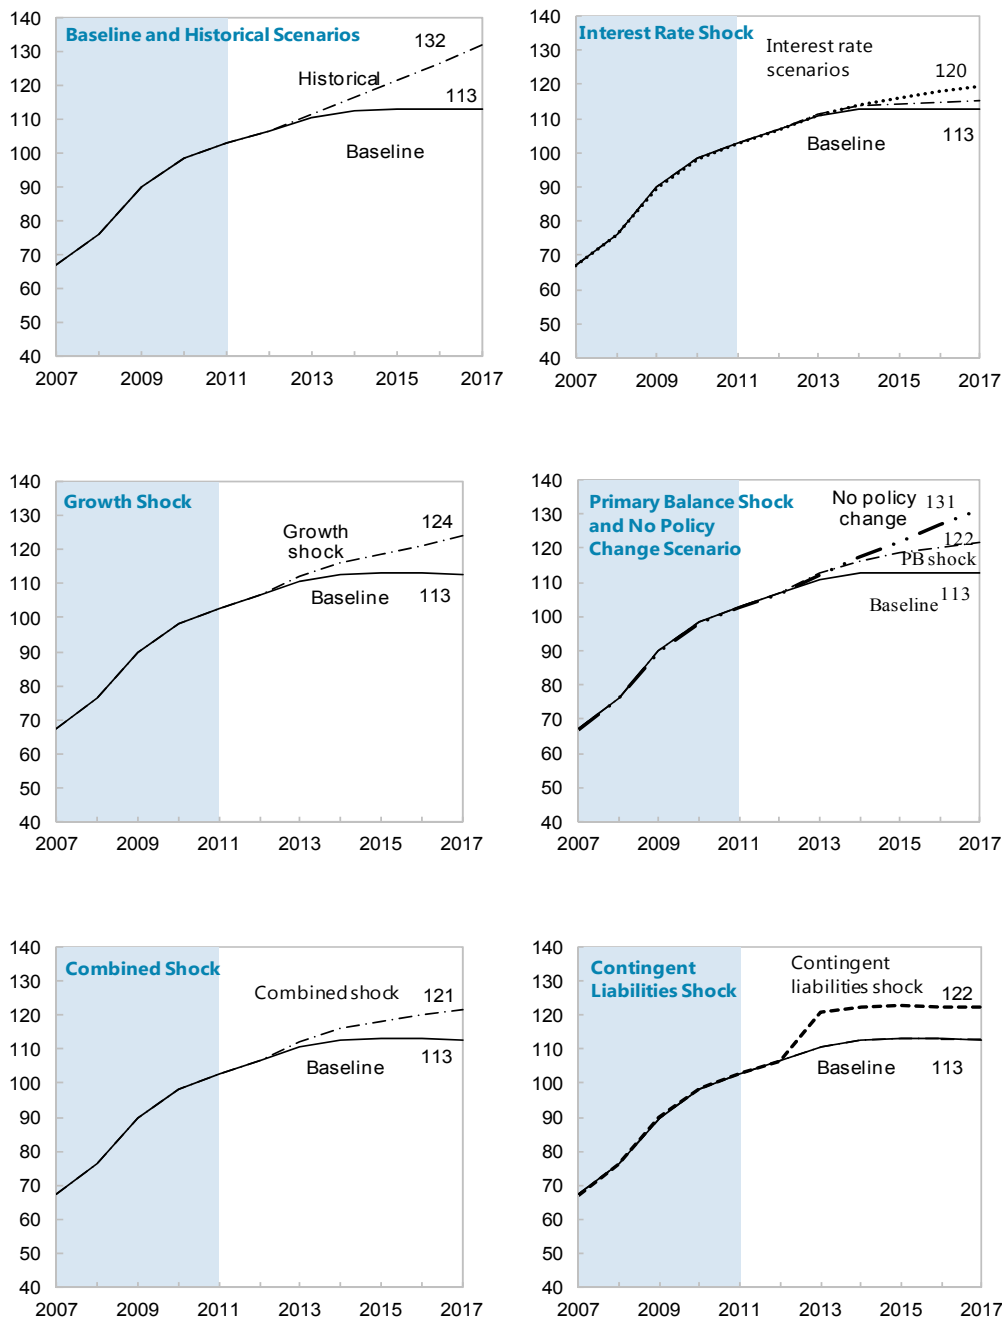 Baseline and Historical Scenarios
140
130
120
110
100
90
80
70
60
50
40
132
Historical
113
Baseline
2007 2009 2011 2013 2015 2017
Interest Rate Shock
140
130
120
110
100
90
80
70
60
50
40
Interest rate
scenarios
120
113
Baseline
2007 2009 2011 2013 2015 2017
Growth Shock
140
130
120
110
100
90
80
70
60
50
40
Growth
shock
124
Baseline
113
2007 2009 2011 2013 2015 2017
Primary Balance Shock
and No Policy
Change Scenario
140
130
120
110
100
90
80
70
60
50
40
No policy
change
131
122
PB shock
113
Baseline
2007 2009 2011 2013 2015 2017
Combined Shock
140
130
120
110
100
90
80
70
60
50
40
Combined shock
121
113
Baseline
2007 2009 2011 2013 2015 2017
Contingent
Liabilities Shock
140
130
120
110
100
90
80
70
60
50
40
Contingent
liabilities shock
122
Baseline
113
2007 2009 2011 2013 2015 2017